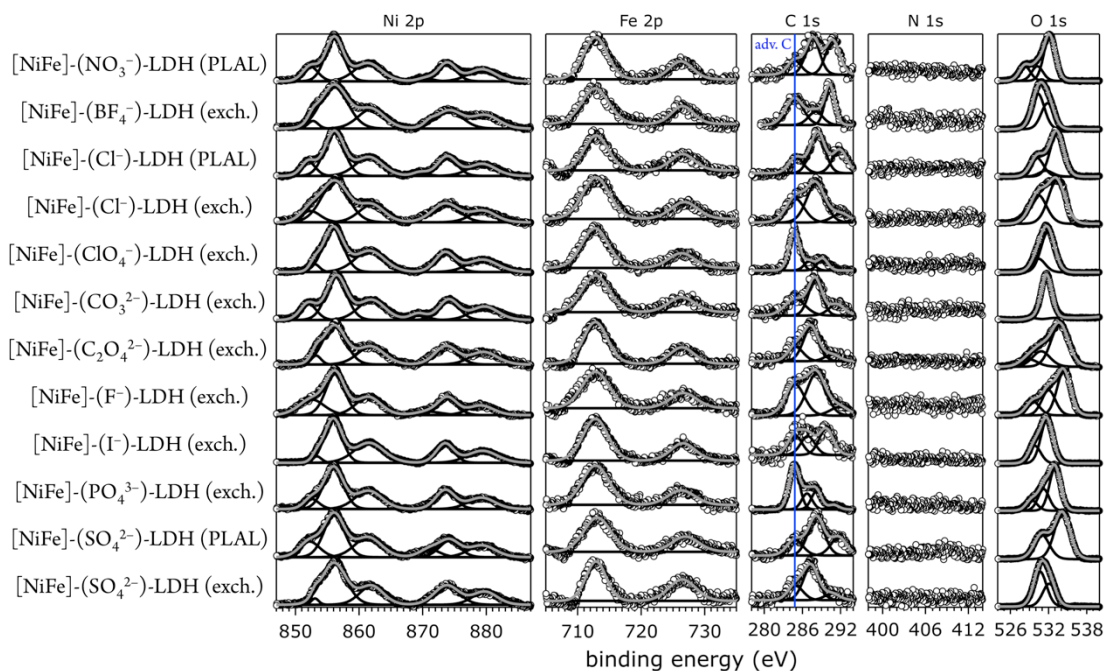 Ni 2p Fe 2p C 1s N 1s O 1s
adv. C
[NiFe]-(NO₃⁻)-LDH (PLAL)
[NiFe]-(BF₄⁻)-LDH (exch.)
[NiFe]-(Cl⁻)-LDH (PLAL)
[NiFe]-(Cl⁻)-LDH (exch.)
[NiFe]-(ClO₄⁻)-LDH (exch.)
[NiFe]-(CO₃²⁻)-LDH (exch.)
[NiFe]-(C₂O₄²⁻)-LDH (exch.)
[NiFe]-(F⁻)-LDH (exch.)
[NiFe]-(I⁻)-LDH (exch.)
[NiFe]-(PO₄³⁻)-LDH (exch.)
[NiFe]-(SO₄²⁻)-LDH (PLAL)
[NiFe]-(SO₄²⁻)-LDH (exch.)
850 860 870 880 710 720 730 280 286 292 400 406 412 526 532 538
binding energy (eV)